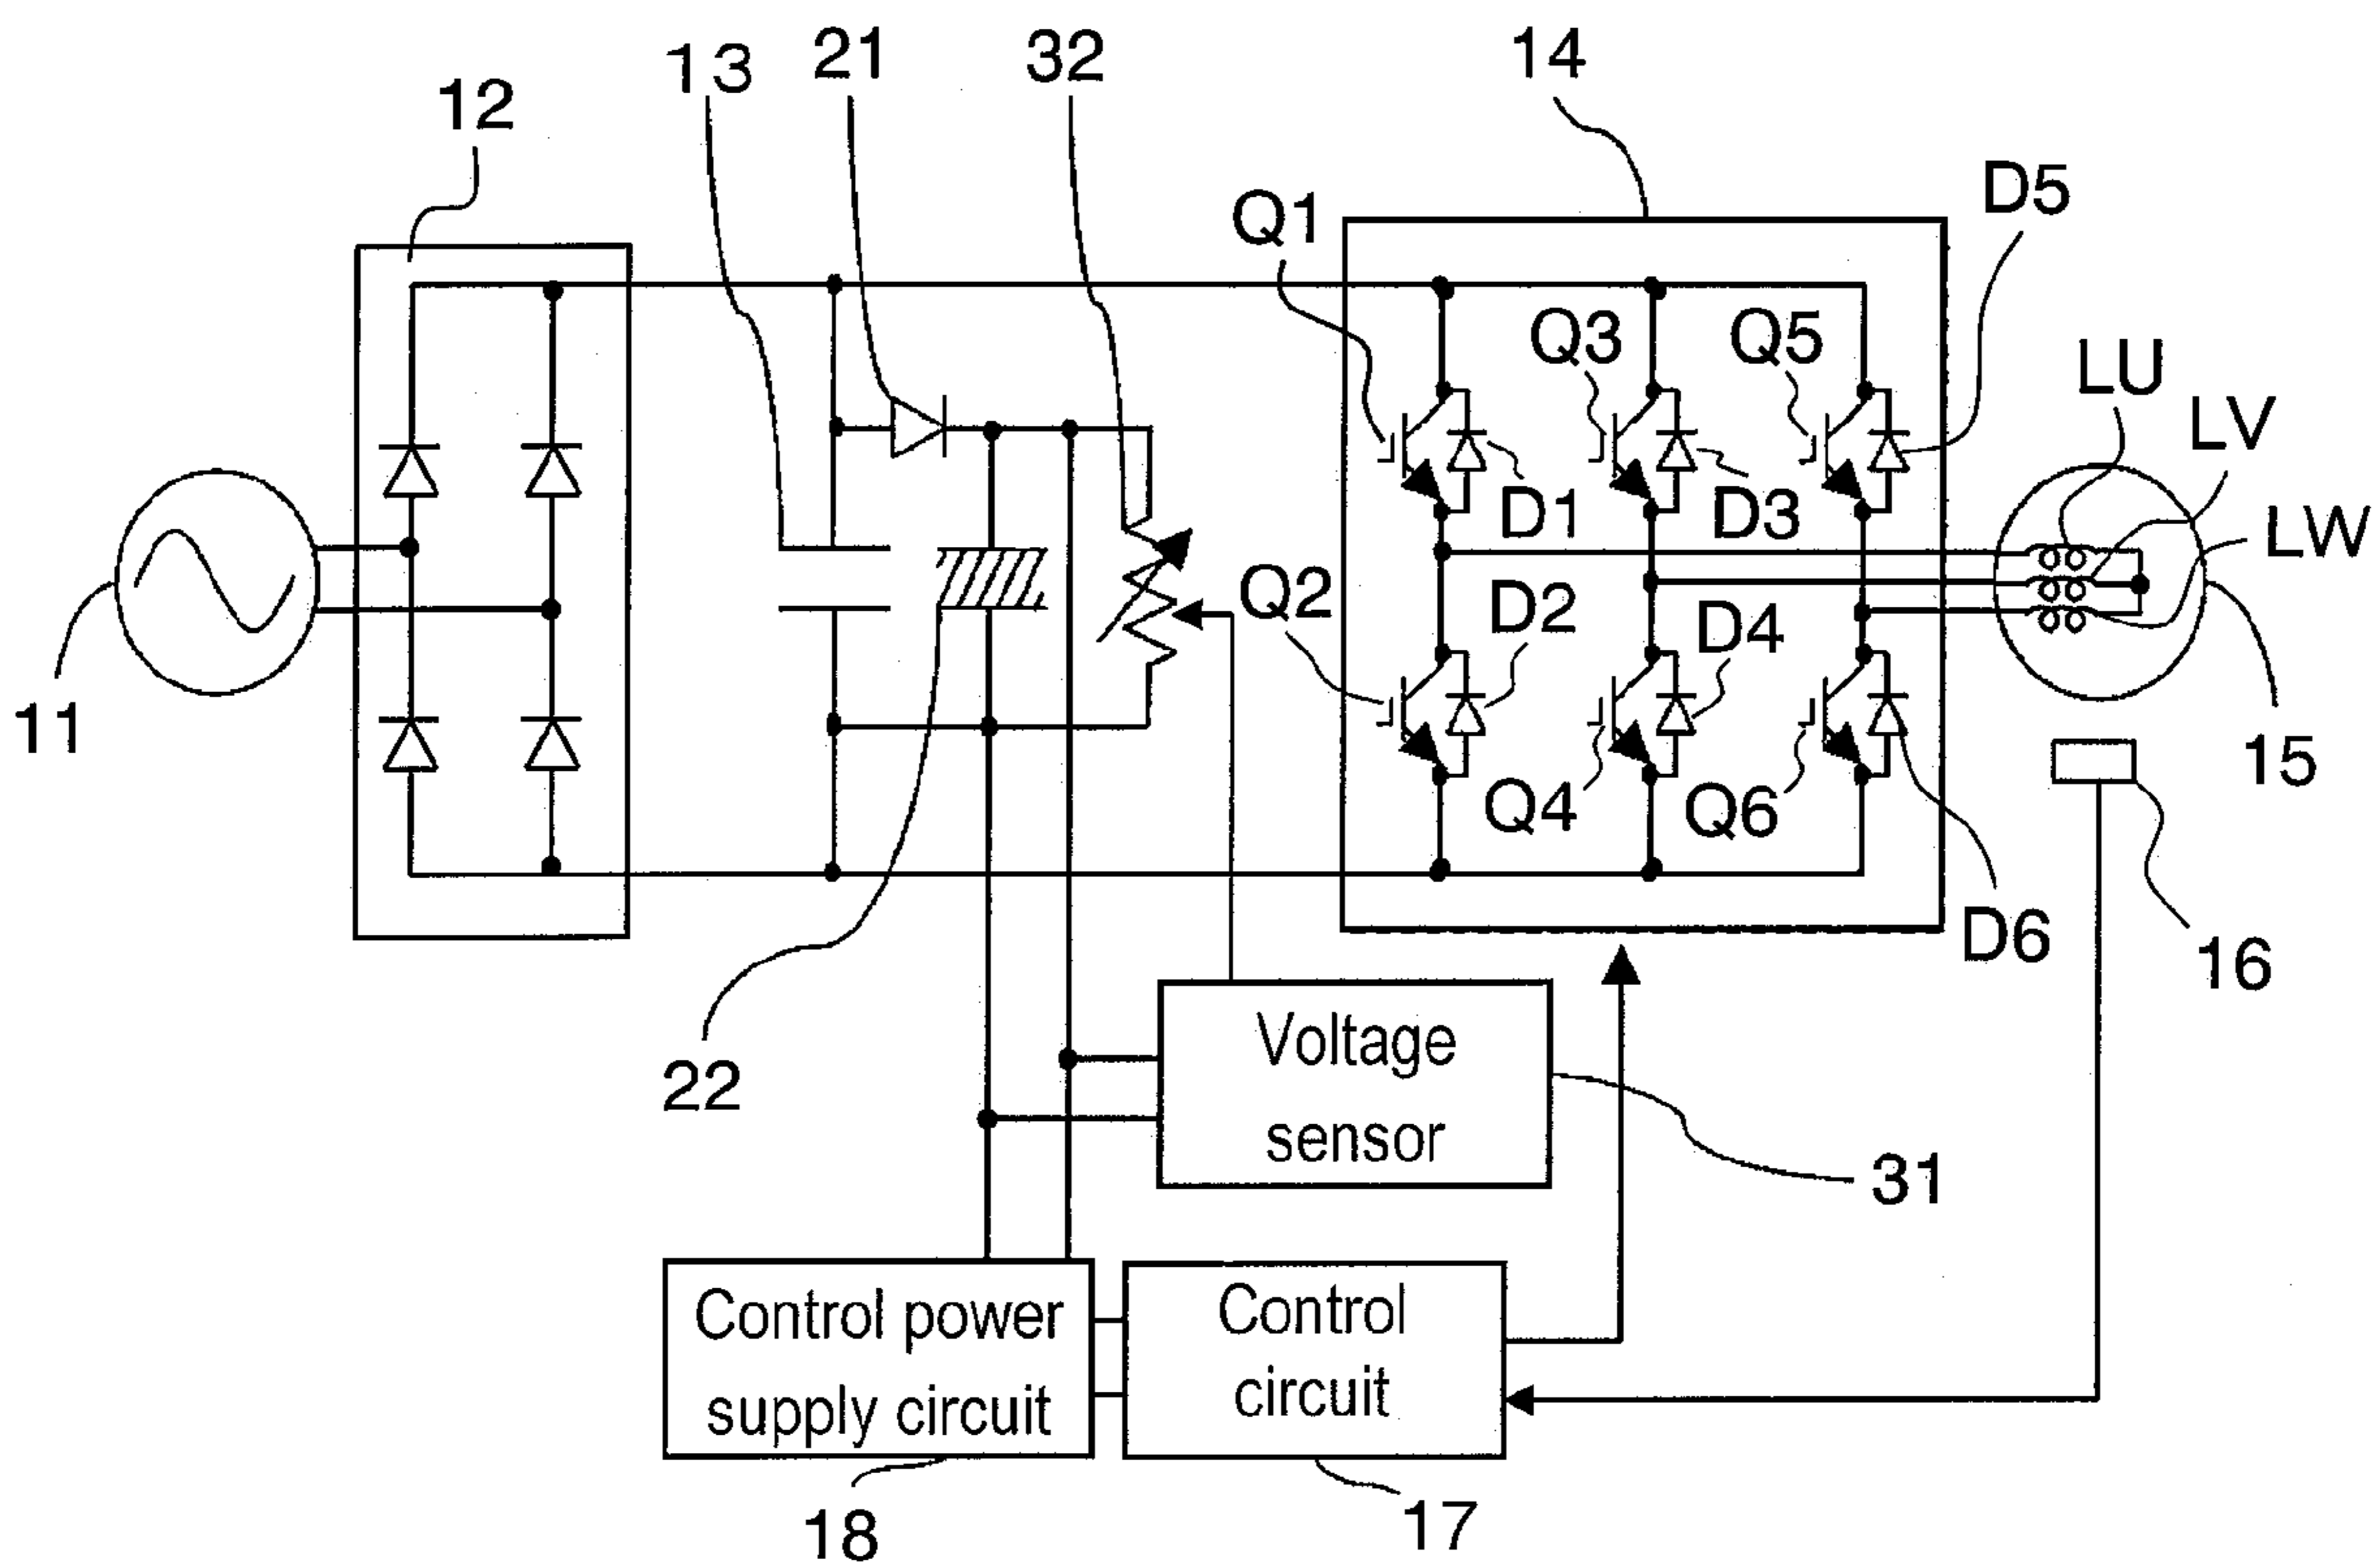 13
21
32
14
12
Q1
D5
Q3
Q5
LU
LV
LW
D1
D3
Q2
D2
D4
11
15
Q4
Q6
D6
16
22
Voltage
sensor
31
Control power
supply circuit
Control
circuit
18
17